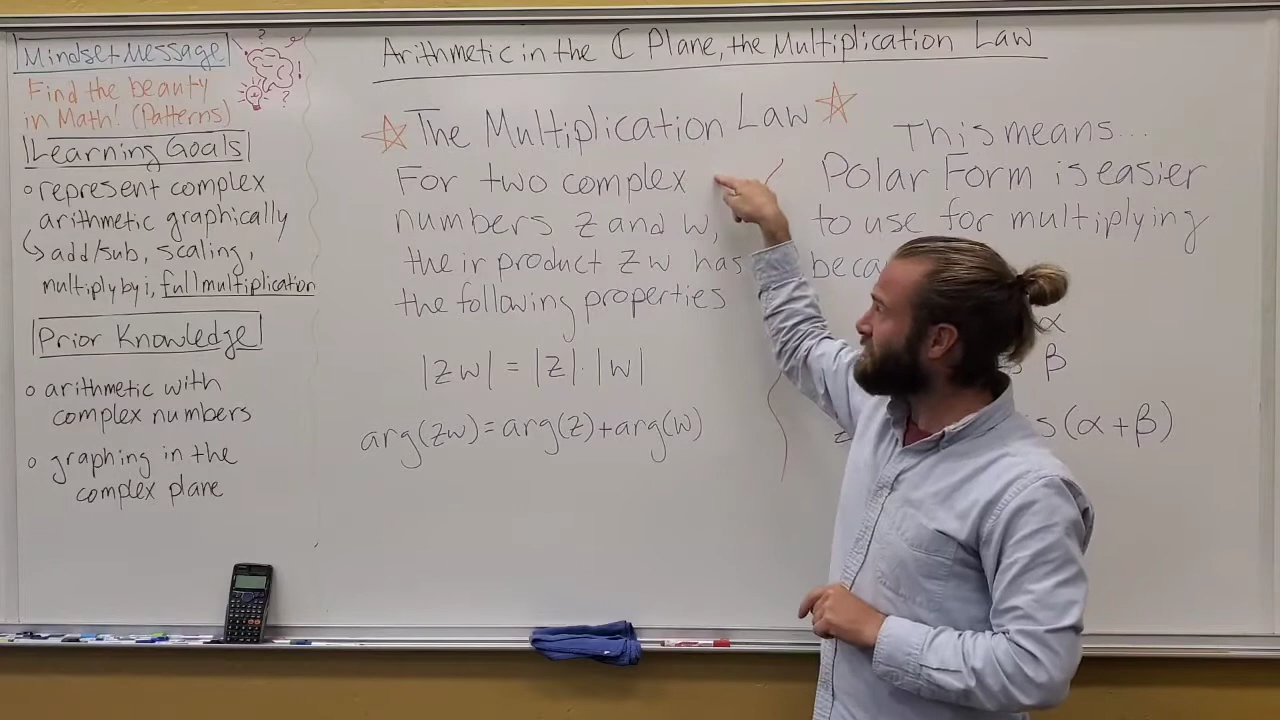 Arithmetic in the ℂ Plane, the Multiplication Law
Mindset Message
Find the beauty
in Math! (Patterns)
Learning Goals
represent complex
arithmetic graphically
↳ add/sub, scaling,
multiply by i, full multiplication
Prior Knowledge
arithmetic with
complex numbers
graphing in the
complex plane
The Multiplication Law
For two complex
numbers z and w,
their product zw has
the following properties
|zw| = |z|·|w|
arg(zw) = arg(z) + arg(w)
This means...
Polar Form is easier
to use for multiplying
α
β
(α+β)